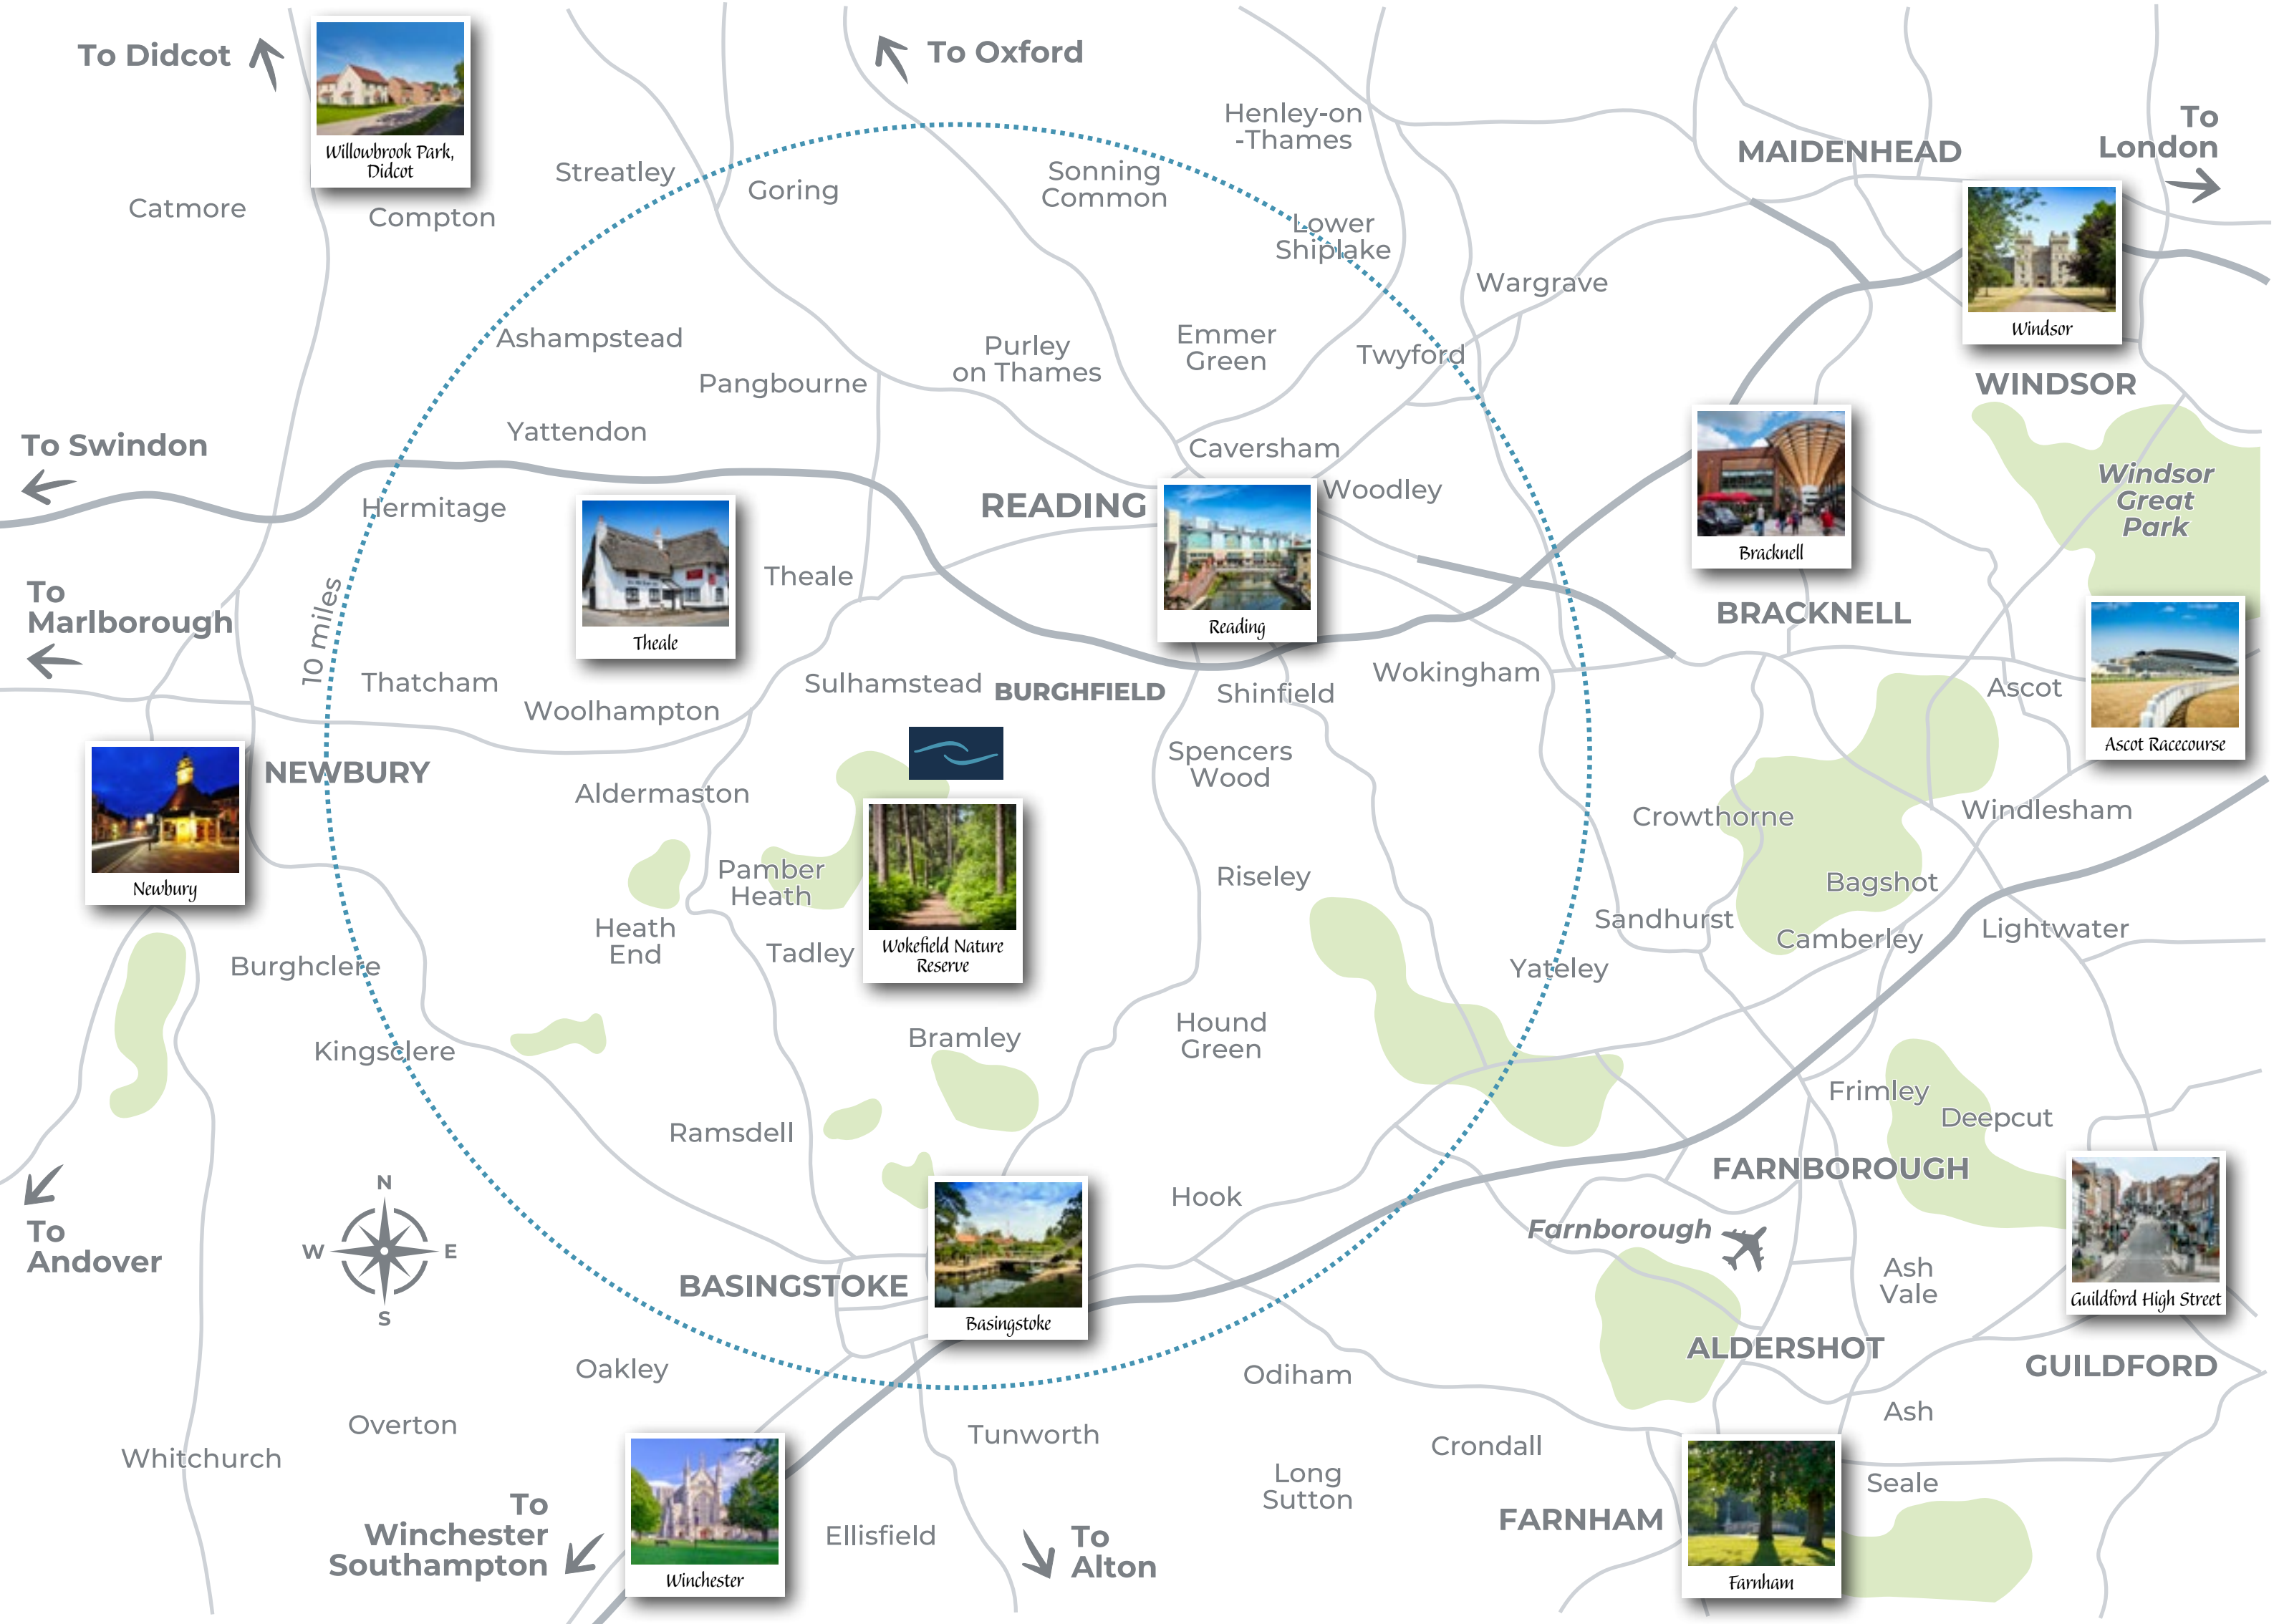 To Didcot
Willowbrook Park,
Didcot
To Oxford
Henley-on
-Thames
MAIDENHEAD
To
London
Catmore
Compton
Streatley
Goring
Sonning
Common
Lower
Shiplake
Wargrave
Windsor
WINDSOR
Ashampstead
Pangbourne
Purley
on Thames
Emmer
Green
Twyford
To Swindon
Yattendon
Caversham
Hermitage
READING
Woodley
Bracknell
Windsor
Great
Park
To
Marlborough
10 miles
Theale
Theale
Reading
BRACKNELL
Thatcham
Woolhampton
Sulhamstead
BURGHFIELD
Shinfield
Wokingham
Ascot
Ascot Racecourse
NEWBURY
Newbury
Aldermaston
Spencers
Wood
Crowthorne
Windlesham
Pamber
Heath
Riseley
Bagshot
Heath
End
Tadley
Wokefield Nature
Reserve
Sandhurst
Camberley
Lightwater
Burghclere
Yateley
Kingsclere
Bramley
Hound
Green
Frimley
Deepcut
Ramsdell
FARNBOROUGH
To
Andover
N
W
E
S
Hook
Farnborough
BASINGSTOKE
Basingstoke
Ash
Vale
Guildford High Street
ALDERSHOT
GUILDFORD
Oakley
Odiham
Overton
Tunworth
Crondall
Ash
Whitchurch
Long
Sutton
Seale
To
Winchester
Southampton
Winchester
Ellisfield
To
Alton
FARNHAM
Farnham